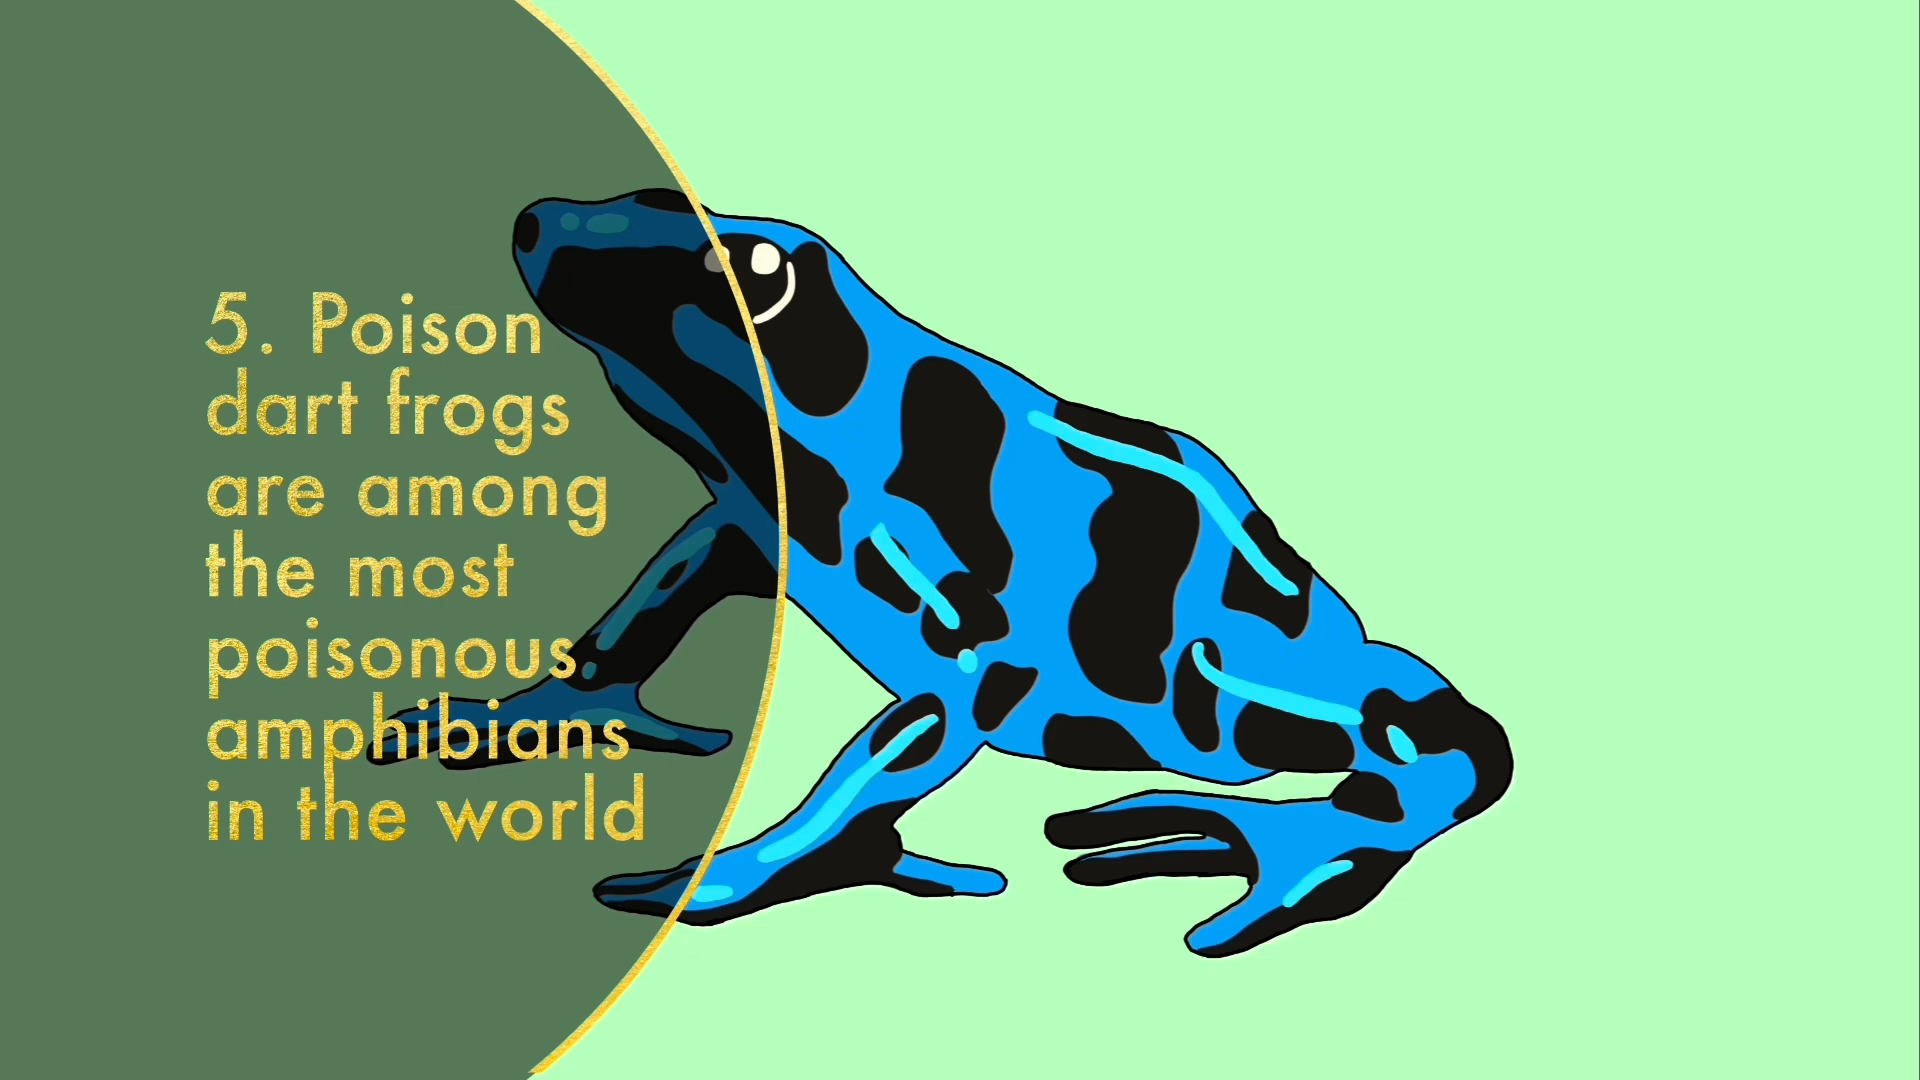 5. Poison
dart frogs
are among
the most
poisonous
amphibians
in the world